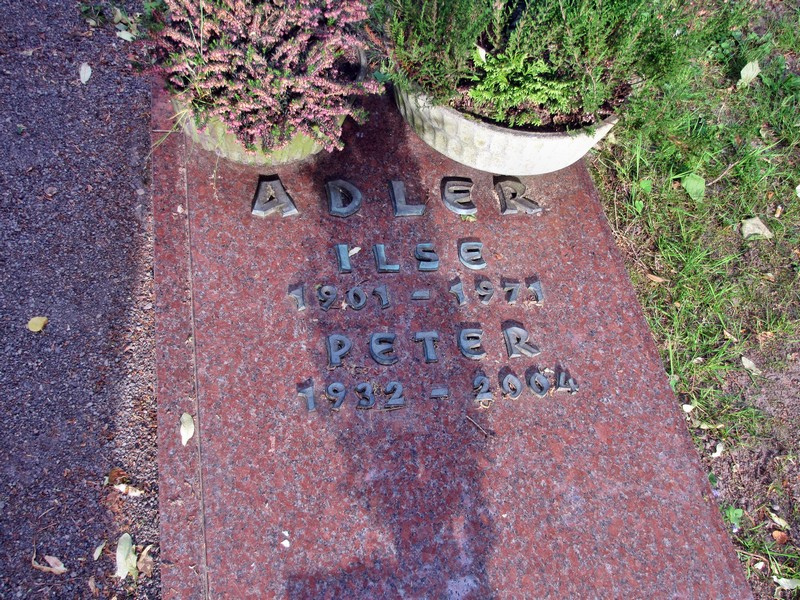 ADLER
ILSE
1901 - 1971
PETER
1932 - 2004